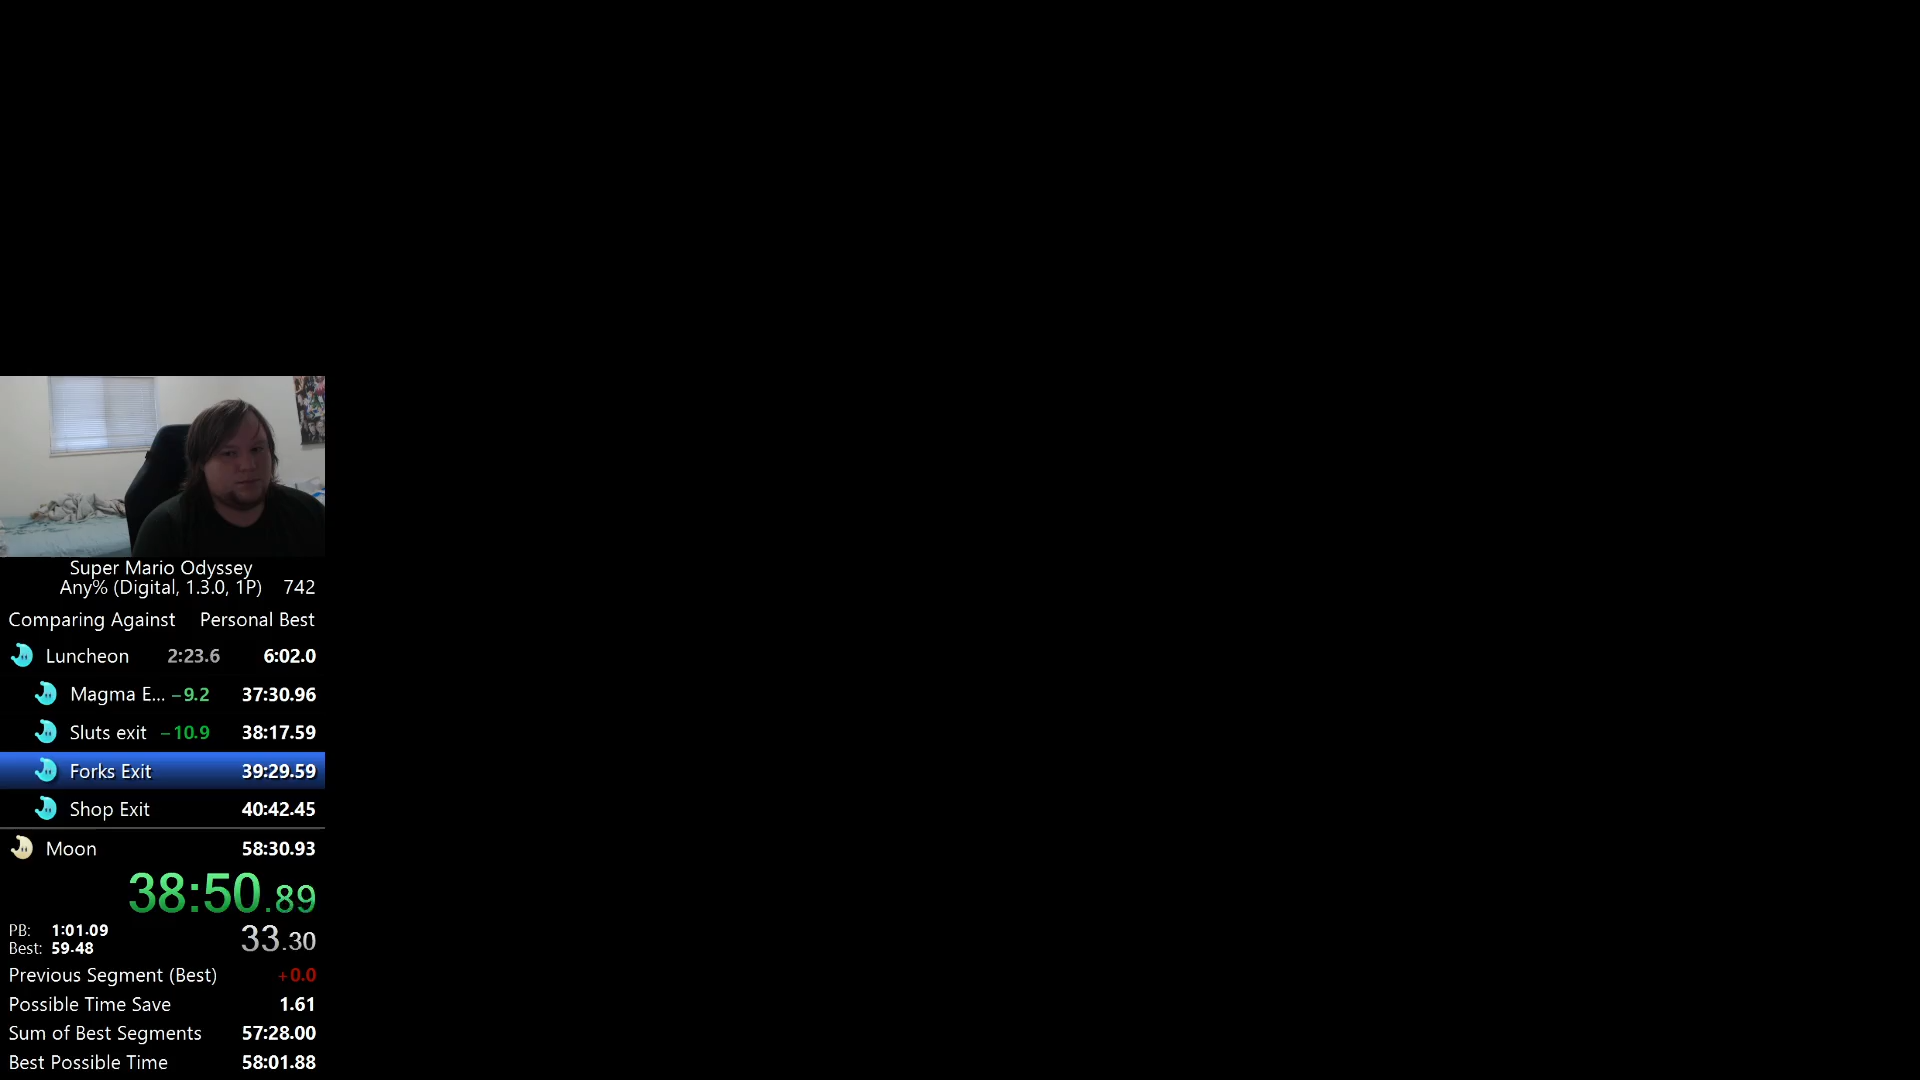 Super Mario Odyssey
Any% (Digital, 1.3.0, 1P) 742
Comparing Against Personal Best
Luncheon 2:23.6 6:02.0
Magma E... −9.2 37:30.96
Sluts exit −10.9 38:17.59
Forks Exit 39:29.59
Shop Exit 40:42.45
Moon 58:30.93
38:50.89
PB: 1:01.09
Best: 59.48
33.30
Previous Segment (Best) +0.0
Possible Time Save 1.61
Sum of Best Segments 57:28.00
Best Possible Time 58:01.88